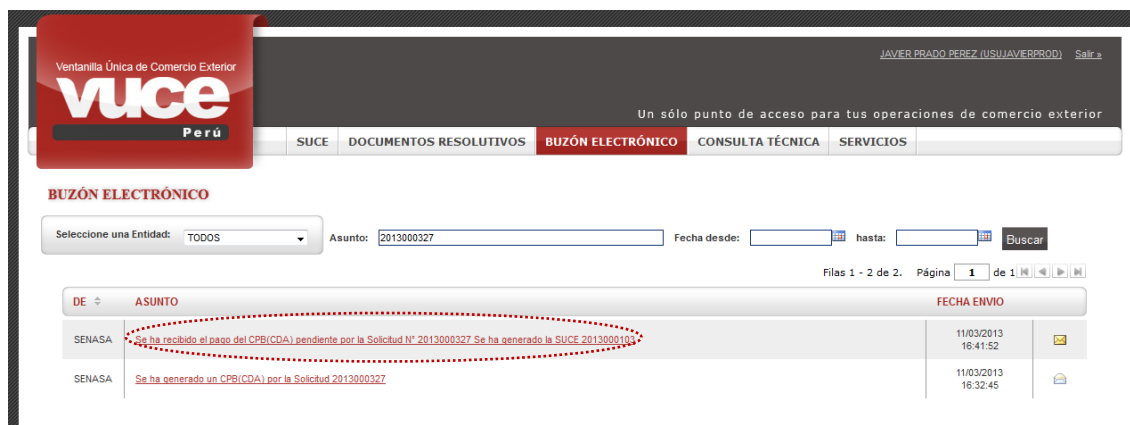 JAVIER PRADO PEREZ (USUJAVIERPROD) Salir »
Ventanilla Única de Comercio Exterior
vuce
Perú
Un sólo punto de acceso para tus operaciones de comercio exterior
SUCE DOCUMENTOS RESOLUTIVOS BUZÓN ELECTRÓNICO CONSULTA TÉCNICA SERVICIOS
BUZÓN ELECTRÓNICO
Seleccione una Entidad: TODOS Asunto: 2013000327 Fecha desde: hasta: Buscar
Filas 1 - 2 de 2. Página 1 de 1
DE ASUNTO FECHA ENVIO
SENASA Se ha recibido el pago del CPB(CDA) pendiente por la Solicitud N° 2013000327 Se ha generado la SUCE 2013000103 11/03/2013
16:41:52
SENASA Se ha generado un CPB(CDA) por la Solicitud 2013000327 11/03/2013
16:32:45